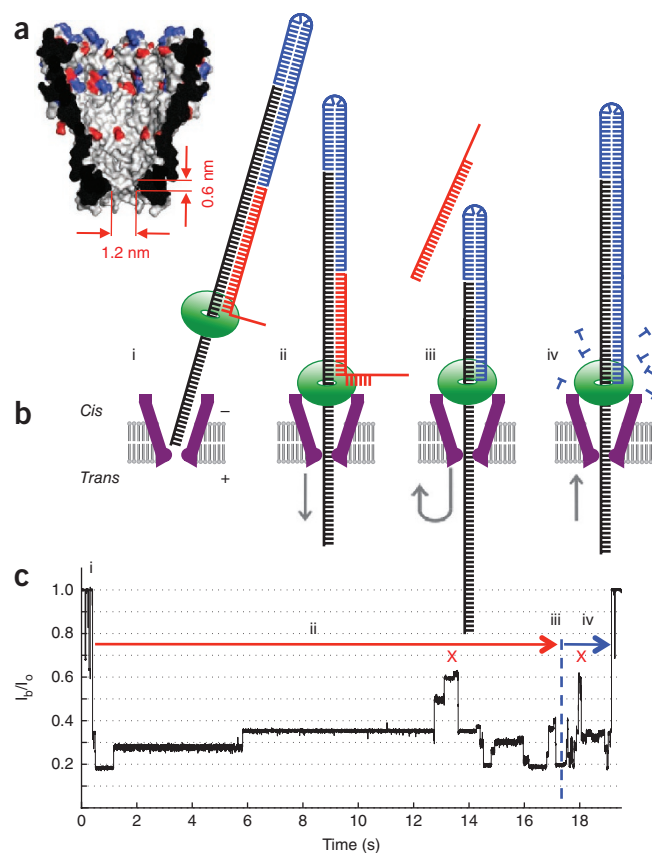 a
0.6 nm
1.2 nm
i
ii
iii
iv
b
Cis
–
Trans
+
c
i
ii
iii
iv
X
X
1.0
0.8
0.6
0.4
0.2
Ib/Io
0
2
4
6
8
10
12
14
16
18
Time (s)